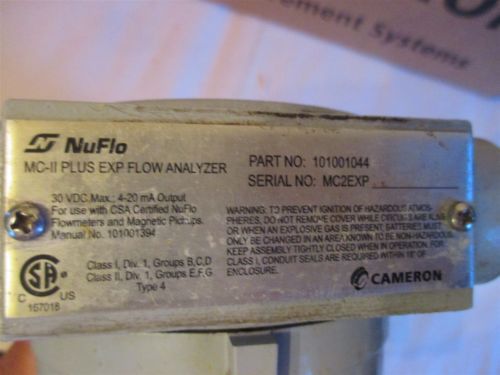 NuFlo
MC-II PLUS EXP FLOW ANALYZER
PART NO: 101001044
SERIAL NO: MC2EXP
30 VDC Max.; 4-20 mA Output
For use with CSA Certified NuFlo
Flowmeters and Magnetic Pickups.
Manual No. 101001394
WARNING: TO PREVENT IGNITION OF HAZARDOUS ATMOS-
PHERES, DO NOT REMOVE COVER WHILE CIRCUITS ARE ALIVE
OR WHEN AN EXPLOSIVE GAS IS PRESENT; BATTERIES MUST
ONLY BE CHANGED IN AN AREA KNOWN TO BE NON-HAZARDOUS
KEEP ASSEMBLY TIGHTLY CLOSED WHEN IN OPERATION, FOR
CLASS I, CONDUIT SEALS ARE REQUIRED WITHIN 18" OF
ENCLOSURE.
SA
C US
167018
Class I, Div. 1, Groups B,C,D
Class II, Div. 1, Groups E,F,G
Type 4
CAMERON
urement Systems